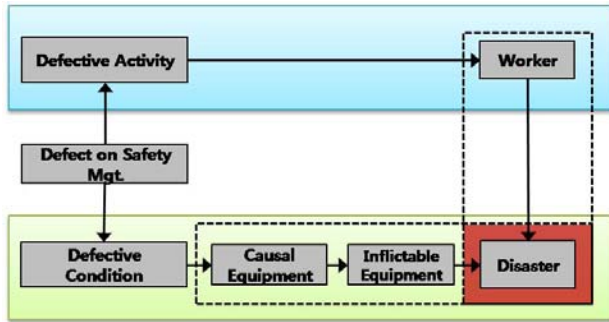 Defective Activity
Worker
Defect on Safety
Mgt.
Defective
Condition
Causal
Equipment
Inflictable
Equipment
Disaster